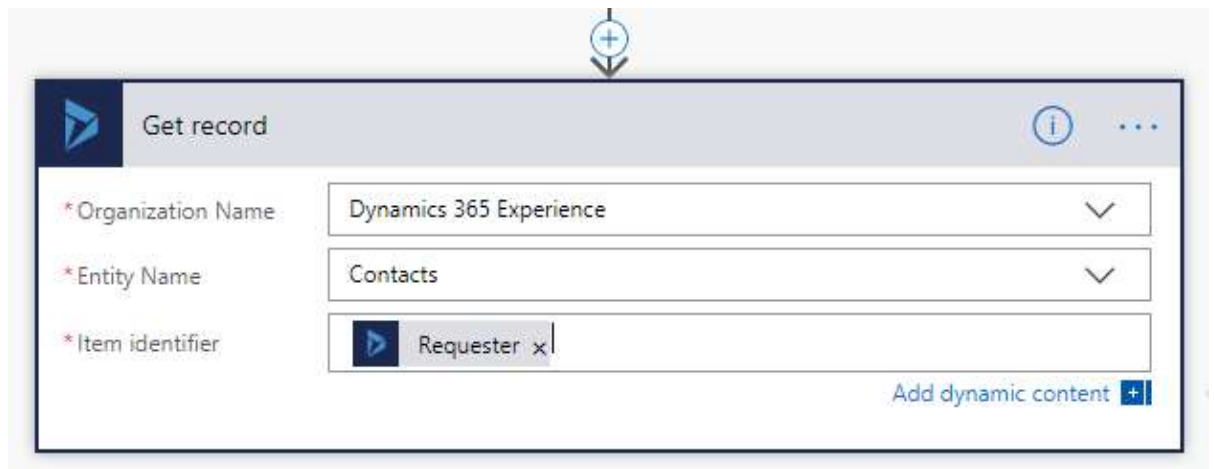 Get record
* Organization Name
Dynamics 365 Experience
* Entity Name
Contacts
* Item identifier
Requester ×
Add dynamic content